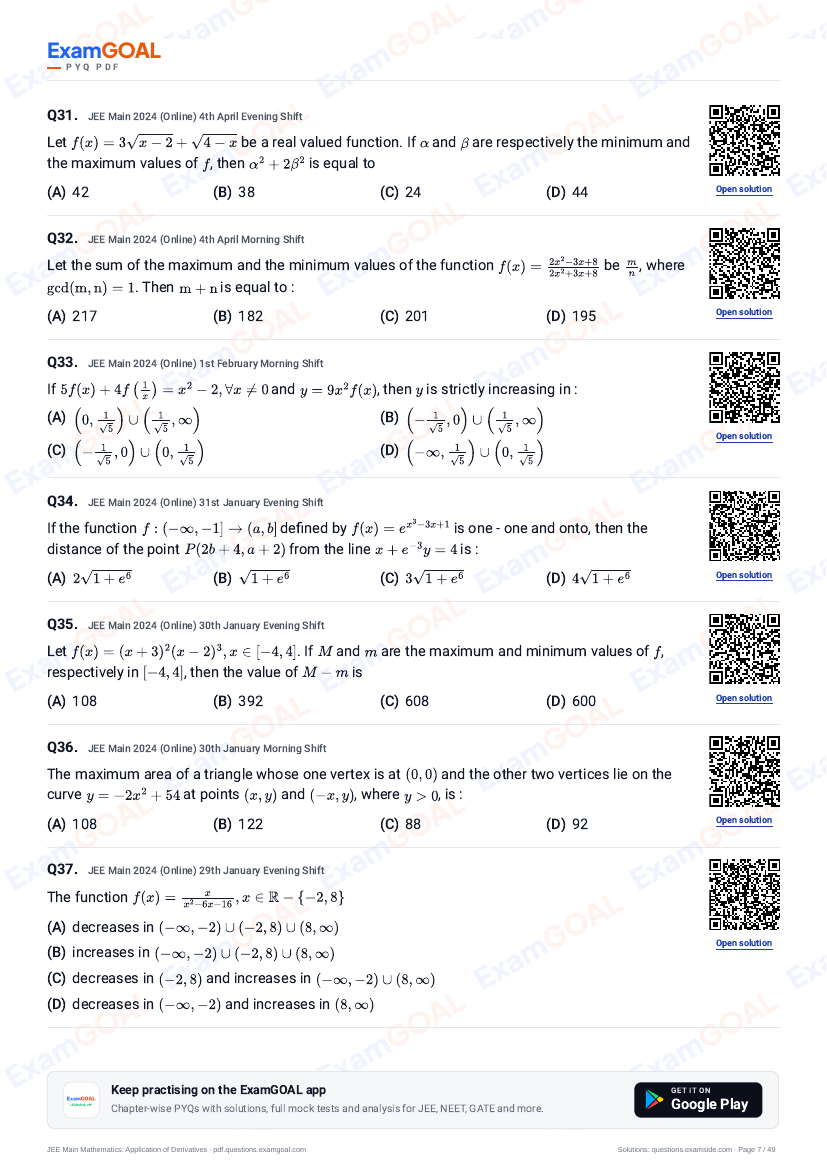 ExamGOAL
PYQ PDF
Q31. JEE Main 2024 (Online) 4th April Evening Shift
Let f(x) = 3√(x − 2) + √(4 − x) be a real valued function. If α and β are respectively the minimum and
the maximum values of f, then α² + 2β² is equal to
(A) 42 (B) 38 (C) 24 (D) 44
Open solution
Q32. JEE Main 2024 (Online) 4th April Morning Shift
Let the sum of the maximum and the minimum values of the function f(x) = (2x²−3x+8)/(2x²+3x+8) be m/n, where
gcd(m, n) = 1. Then m + n is equal to :
(A) 217 (B) 182 (C) 201 (D) 195
Open solution
Q33. JEE Main 2024 (Online) 1st February Morning Shift
If 5f(x) + 4f(1/x) = x² − 2, ∀x ≠ 0 and y = 9x²f(x), then y is strictly increasing in :
(A) (0, 1/√5) ∪ (1/√5, ∞) (B) (−1/√5, 0) ∪ (1/√5, ∞)
(C) (−1/√5, 0) ∪ (0, 1/√5) (D) (−∞, 1/√5) ∪ (0, 1/√5)
Open solution
Q34. JEE Main 2024 (Online) 31st January Evening Shift
If the function f : (−∞, −1] → (a, b] defined by f(x) = e^(x³−3x+1) is one - one and onto, then the
distance of the point P(2b + 4, a + 2) from the line x + e⁻³y = 4 is :
(A) 2√(1 + e⁶) (B) √(1 + e⁶) (C) 3√(1 + e⁶) (D) 4√(1 + e⁶)
Open solution
Q35. JEE Main 2024 (Online) 30th January Evening Shift
Let f(x) = (x + 3)²(x − 2)³, x ∈ [−4, 4]. If M and m are the maximum and minimum values of f,
respectively in [−4, 4], then the value of M − m is
(A) 108 (B) 392 (C) 608 (D) 600
Open solution
Q36. JEE Main 2024 (Online) 30th January Morning Shift
The maximum area of a triangle whose one vertex is at (0, 0) and the other two vertices lie on the
curve y = −2x² + 54 at points (x, y) and (−x, y), where y > 0, is :
(A) 108 (B) 122 (C) 88 (D) 92
Open solution
Q37. JEE Main 2024 (Online) 29th January Evening Shift
The function f(x) = x/(x²−6x−16), x ∈ ℝ − {−2, 8}
(A) decreases in (−∞, −2) ∪ (−2, 8) ∪ (8, ∞)
(B) increases in (−∞, −2) ∪ (−2, 8) ∪ (8, ∞)
(C) decreases in (−2, 8) and increases in (−∞, −2) ∪ (8, ∞)
(D) decreases in (−∞, −2) and increases in (8, ∞)
Open solution
ExamGOAL
Keep practising on the ExamGOAL app
Chapter-wise PYQs with solutions, full mock tests and analysis for JEE, NEET, GATE and more.
GET IT ON
Google Play
JEE Main Mathematics: Application of Derivatives · pdf.questions.examgoal.com Solutions: questions.examside.com · Page 7 / 49